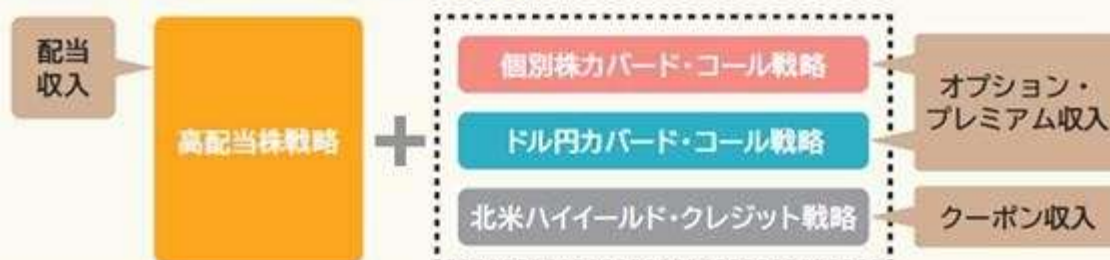 配当
収入
高配当株戦略
+
個別株カバード・コール戦略
ドル円カバード・コール戦略
北米ハイイールド・クレジット戦略
オプション・
プレミアム収入
クーポン収入